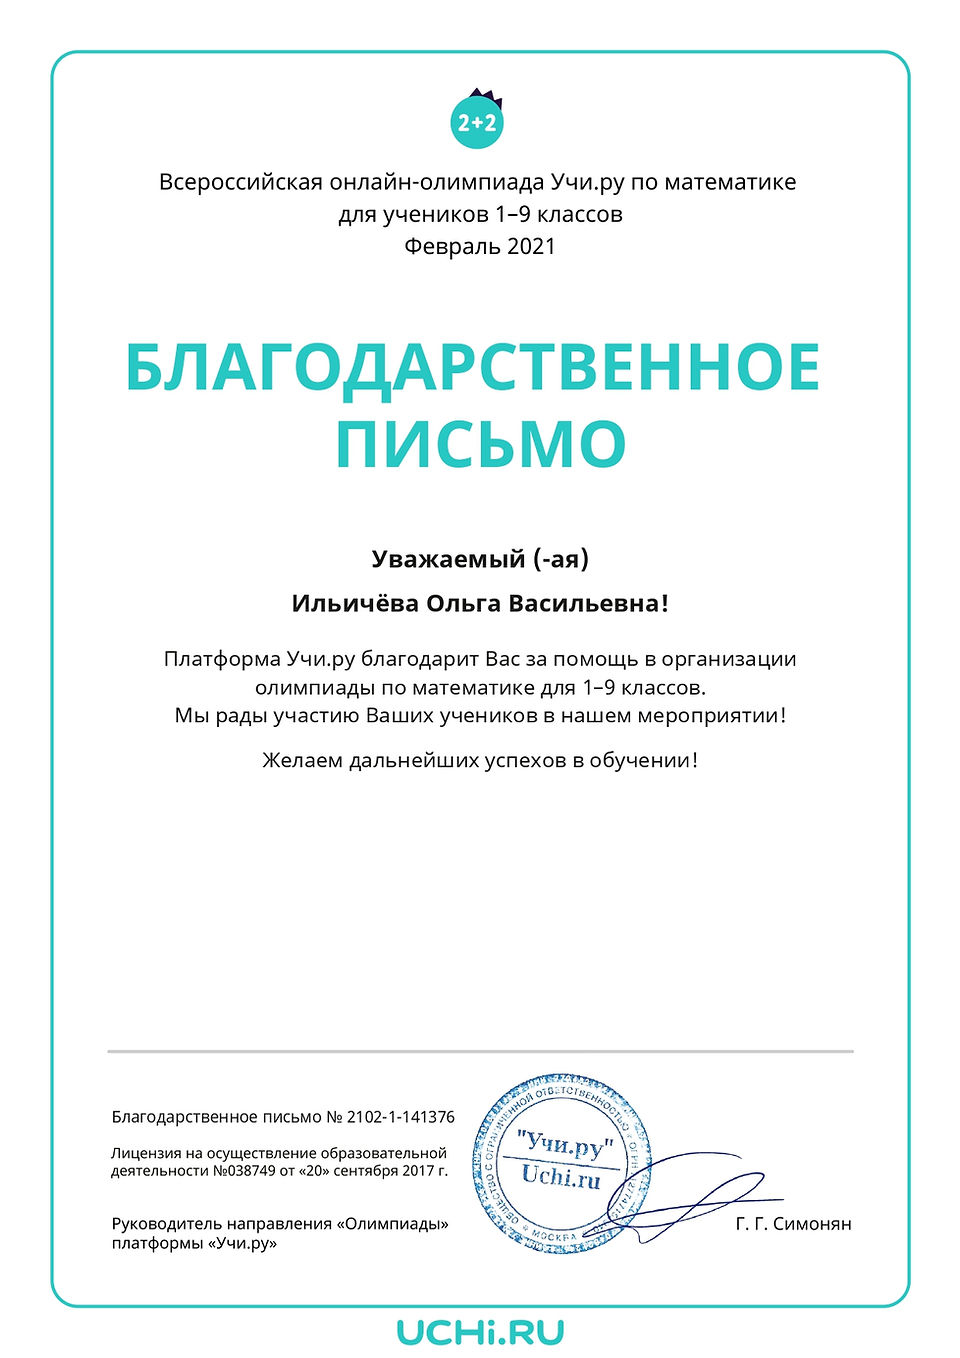 2+2
Всероссийская онлайн-олимпиада Учи.ру по математике
для учеников 1–9 классов
Февраль 2021
БЛАГОДАРСТВЕННОЕ
ПИСЬМО
Уважаемый (-ая)
Ильичёва Ольга Васильевна!
Платформа Учи.ру благодарит Вас за помощь в организации
олимпиады по математике для 1–9 классов.
Мы рады участию Ваших учеников в нашем мероприятии!
Желаем дальнейших успехов в обучении!
Благодарственное письмо № 2102-1-141376
Лицензия на осуществление образовательной
деятельности №038749 от «20» сентября 2017 г.
Руководитель направления «Олимпиады»
платформы «Учи.ру»
ОБЩЕСТВО С ОГРАНИЧЕННОЙ ОТВЕТСТВЕННОСТЬЮ
"Учи.ру"
Uchi.ru
МОСКВА
Г. Г. Симонян
UCHi.RU